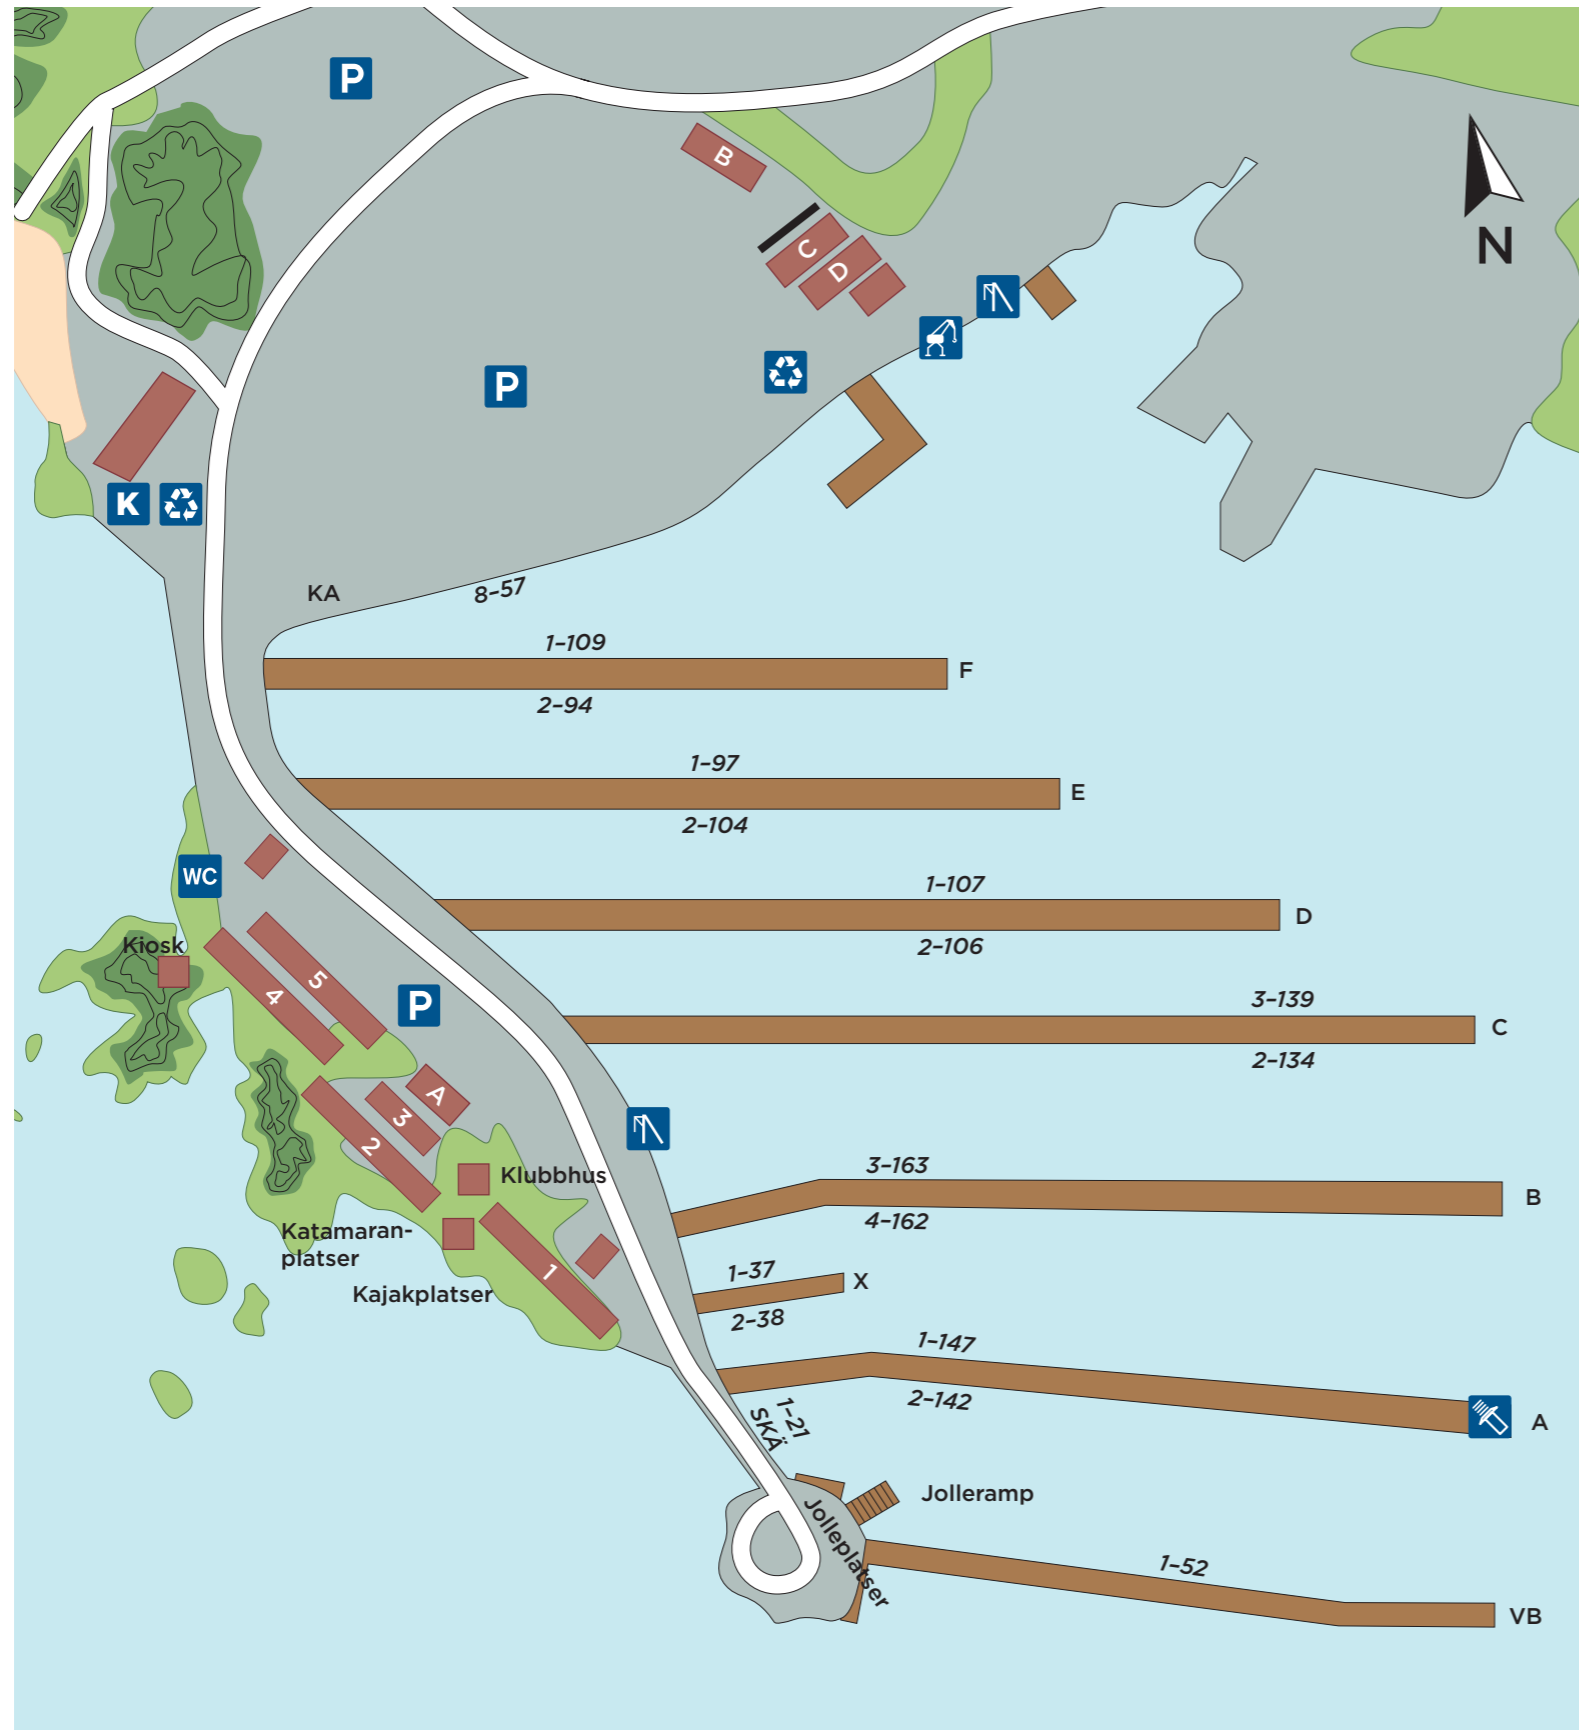 P
B
C
D
N
P
K
KA
8–57
1–109
F
2–94
1–97
E
2–104
WC
1–107
D
2–106
Kiosk
5
4
P
3–139
C
2–134
A
3
2
Klubbhus
3–163
B
4–162
Katamaran-
platser
1
Kajakplatser
1–37
X
2–38
1–147
2–142
A
1–21
SKÄ
Jolleramp
Jolleplatser
1–52
VB